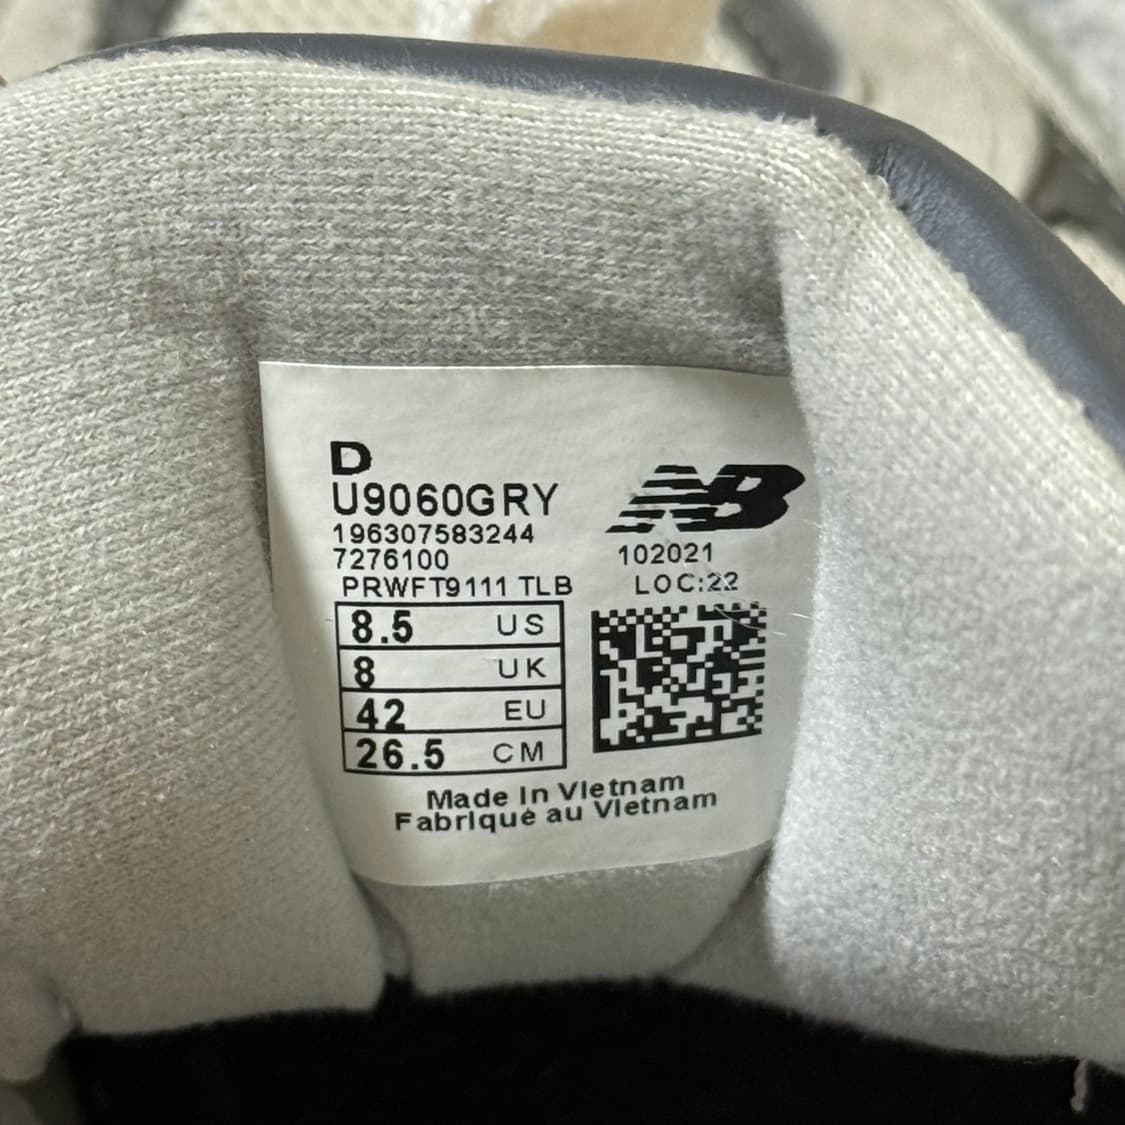 D
U9060GRY
196307583244
7276100
PRWFT9111 TLB
NB
102021
LOC:22
8.5 US
8 UK
42 EU
26.5 CM
Made In Vietnam
Fabriqué au Vietnam